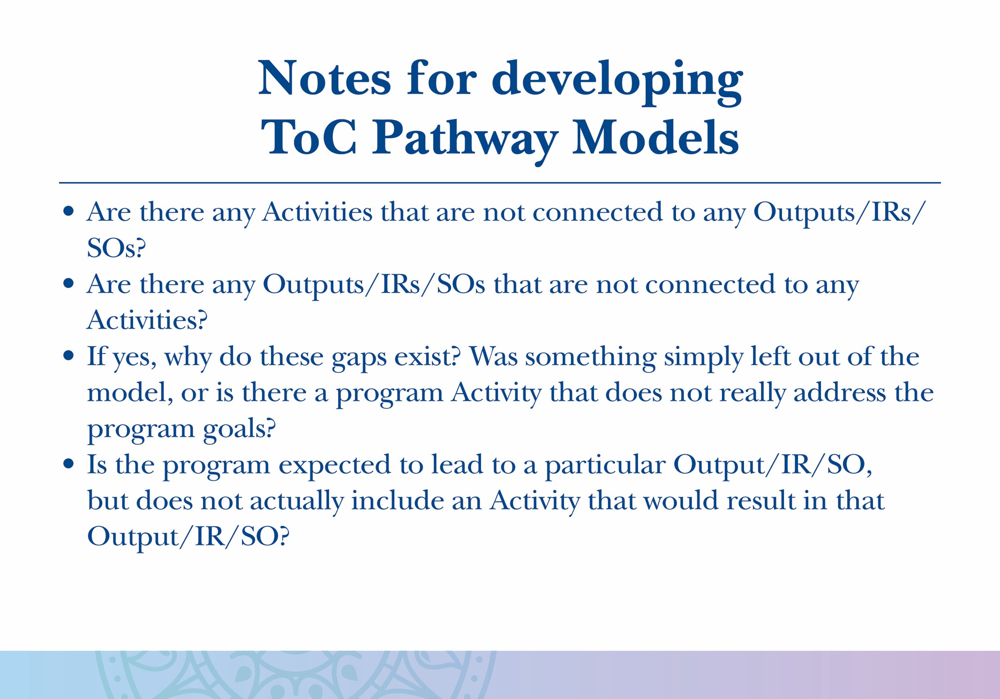 Notes for developing
ToC Pathway Models
• Are there any Activities that are not connected to any Outputs/IRs/
SOs?
• Are there any Outputs/IRs/SOs that are not connected to any
Activities?
• If yes, why do these gaps exist? Was something simply left out of the
model, or is there a program Activity that does not really address the
program goals?
• Is the program expected to lead to a particular Output/IR/SO,
but does not actually include an Activity that would result in that
Output/IR/SO?